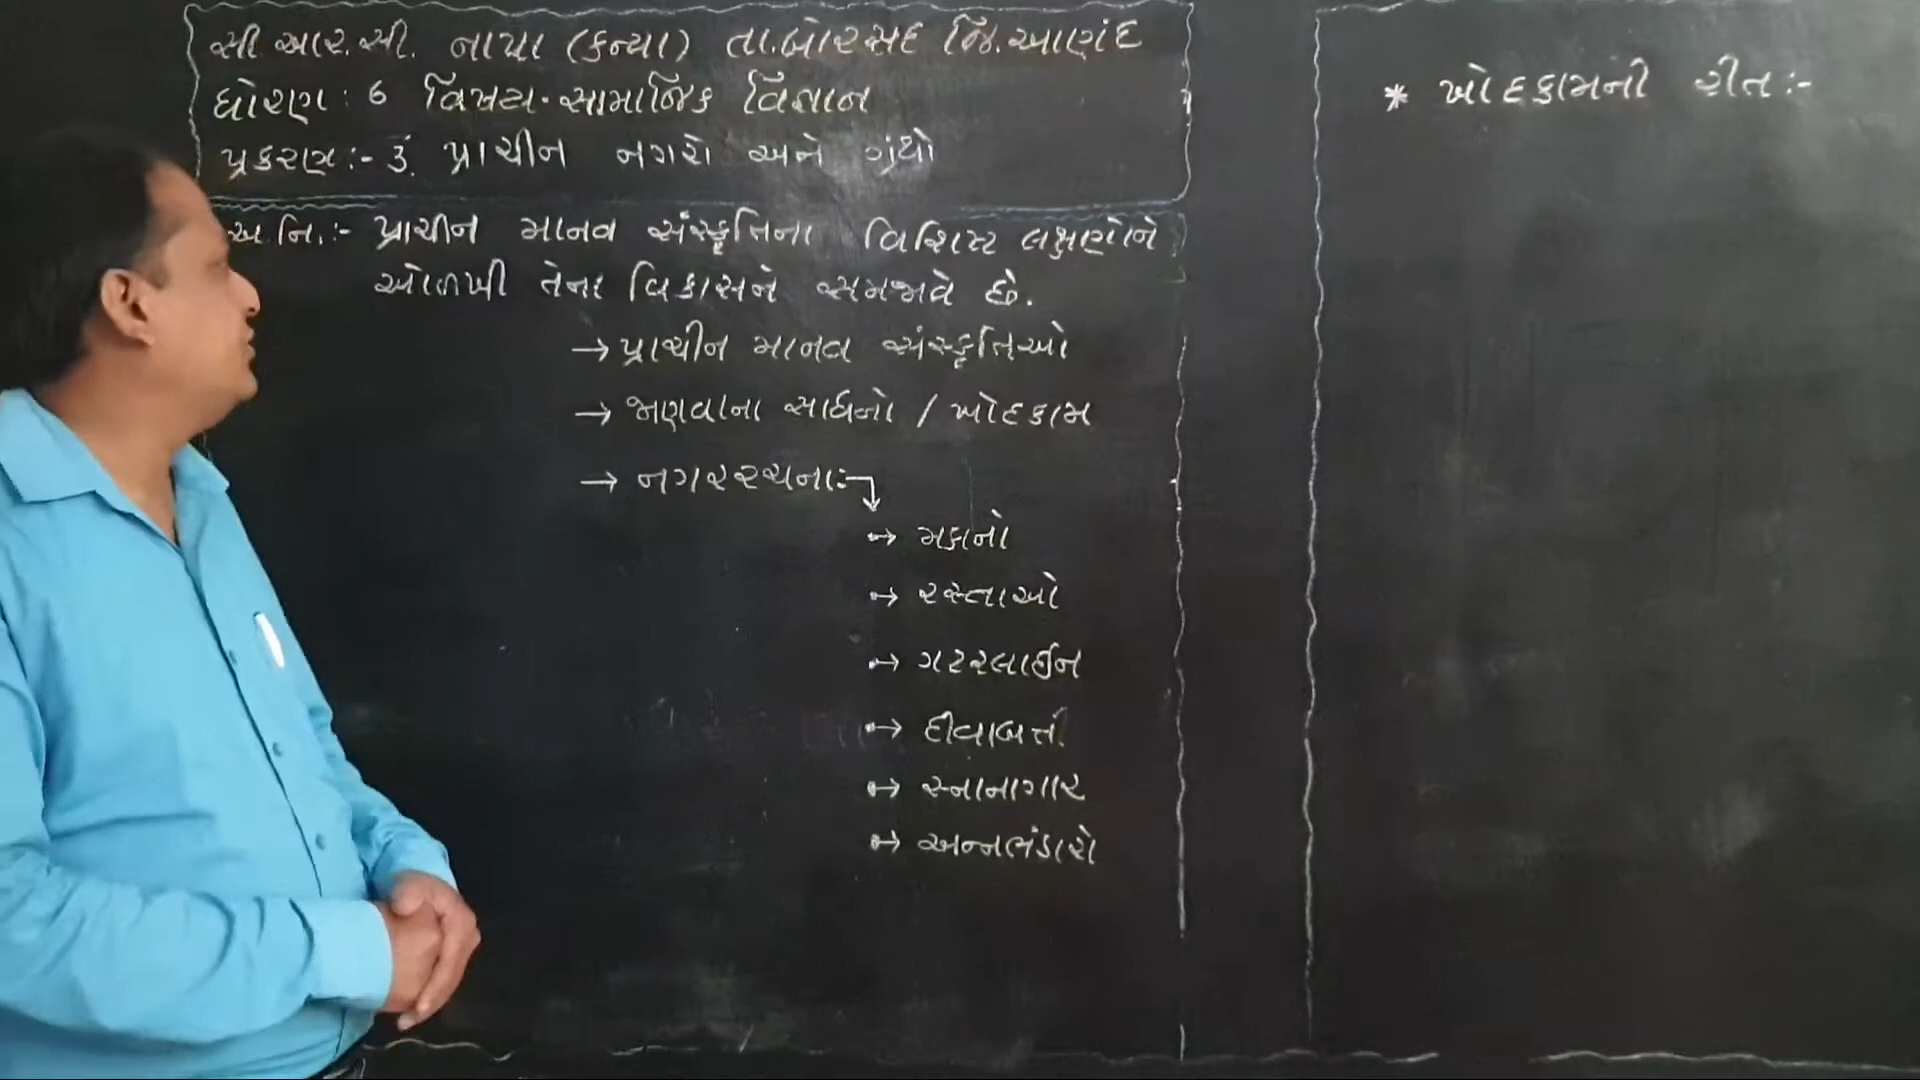 સી.આર.સી. નાપા (કન્યા) તા.બોરસદ જિ.આણંદ
ધોરણ : 6 વિષય. સામાજિક વિજ્ઞાન
પ્રકરણ :- 3. પ્રાચીન નગરો અને ગ્રંથો
અ.નિ. :- પ્રાચીન માનવ સંસ્કૃતિના વિશિષ્ટ લક્ષણોને
ઓળખી તેના વિકાસને સમજાવે છે.
→ પ્રાચીન માનવ સંસ્કૃતિઓ
→ જાણવાના સાધનો / ખોદકામ
→ નગરરચના :-
→ મકાનો
→ રસ્તાઓ
→ ગટરલાઈન
→ દીવાબત્તી
→ સ્નાનાગાર
→ અન્નભંડારો
* ખોદકામની રીત :-